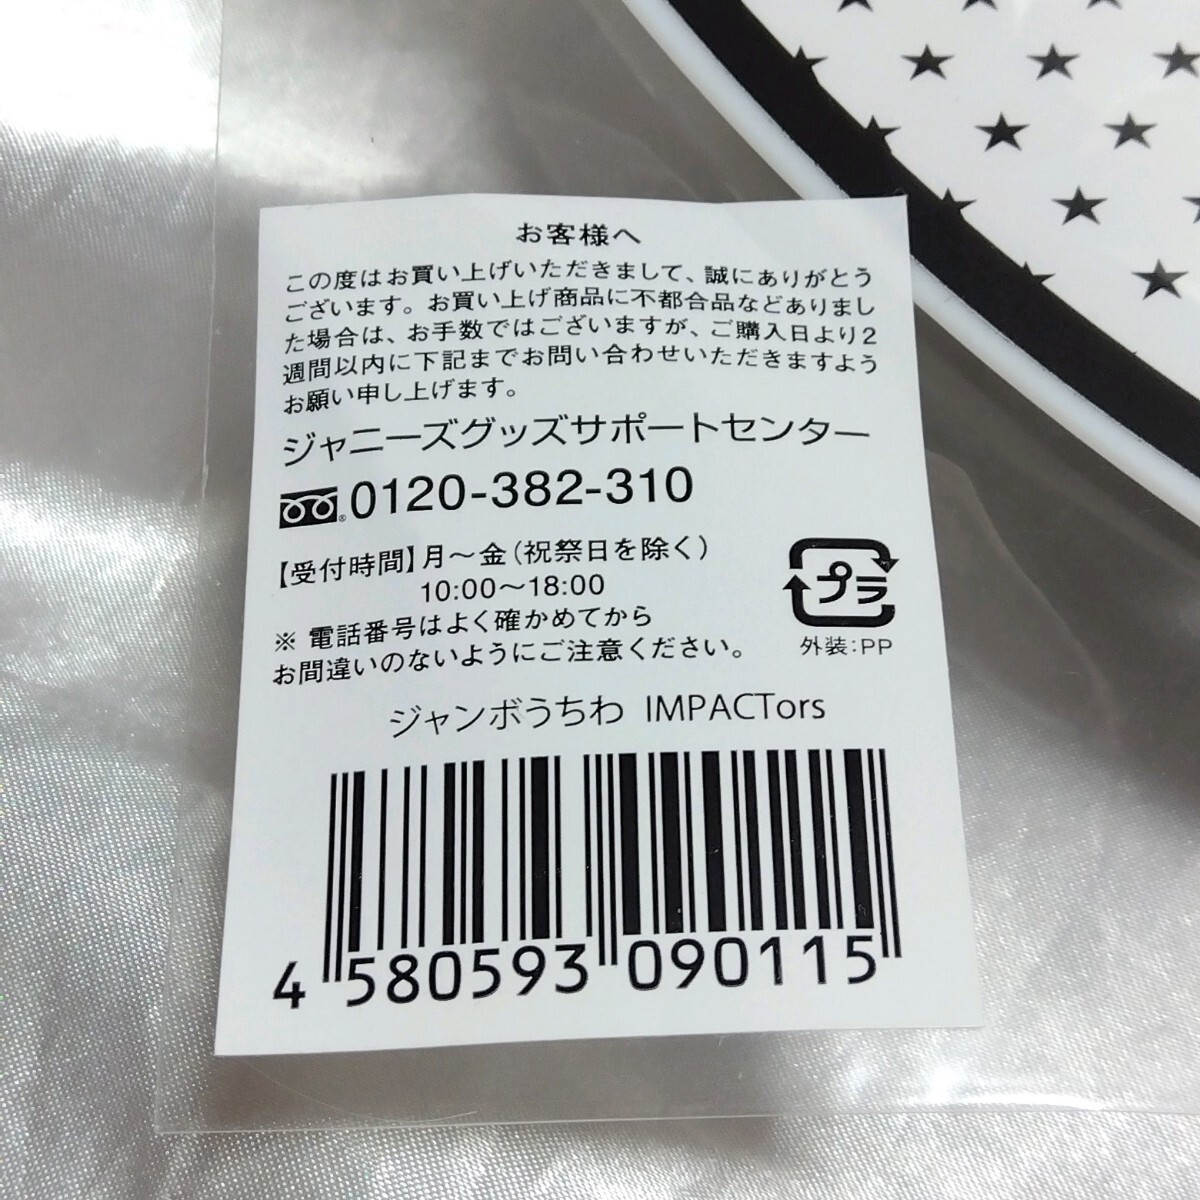 お客様へ
この度はお買い上げいただきまして、誠にありがとう
ございます。お買い上げ商品に不都合品などありまし
た場合は、お手数ではございますが、ご購入日より2
週間以内に下記までお問い合わせいただきますよう
お願い申し上げます。
ジャニーズグッズサポートセンター
0120-382-310
【受付時間】月～金(祝祭日を除く)
10:00～18:00
※ 電話番号はよく確かめてから
お間違いのないようにご注意ください。
プラ
外装:PP
ジャンボうちわ IMPACTors
4 580593 090115